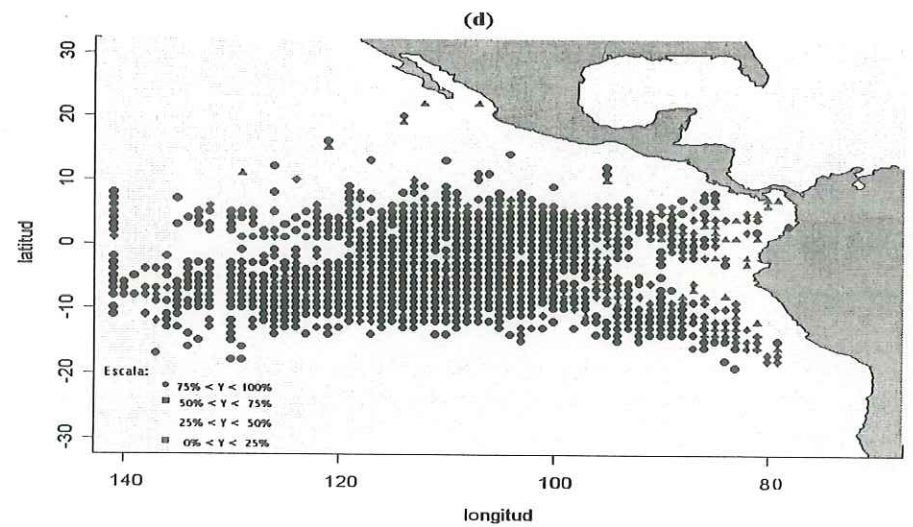 (d)
30
20
10
0
-10
-20
-30
latitud
Escala:
75% < Y < 100%
50% < Y < 75%
25% < Y < 50%
0% < Y < 25%
140
120
100
80
longitud